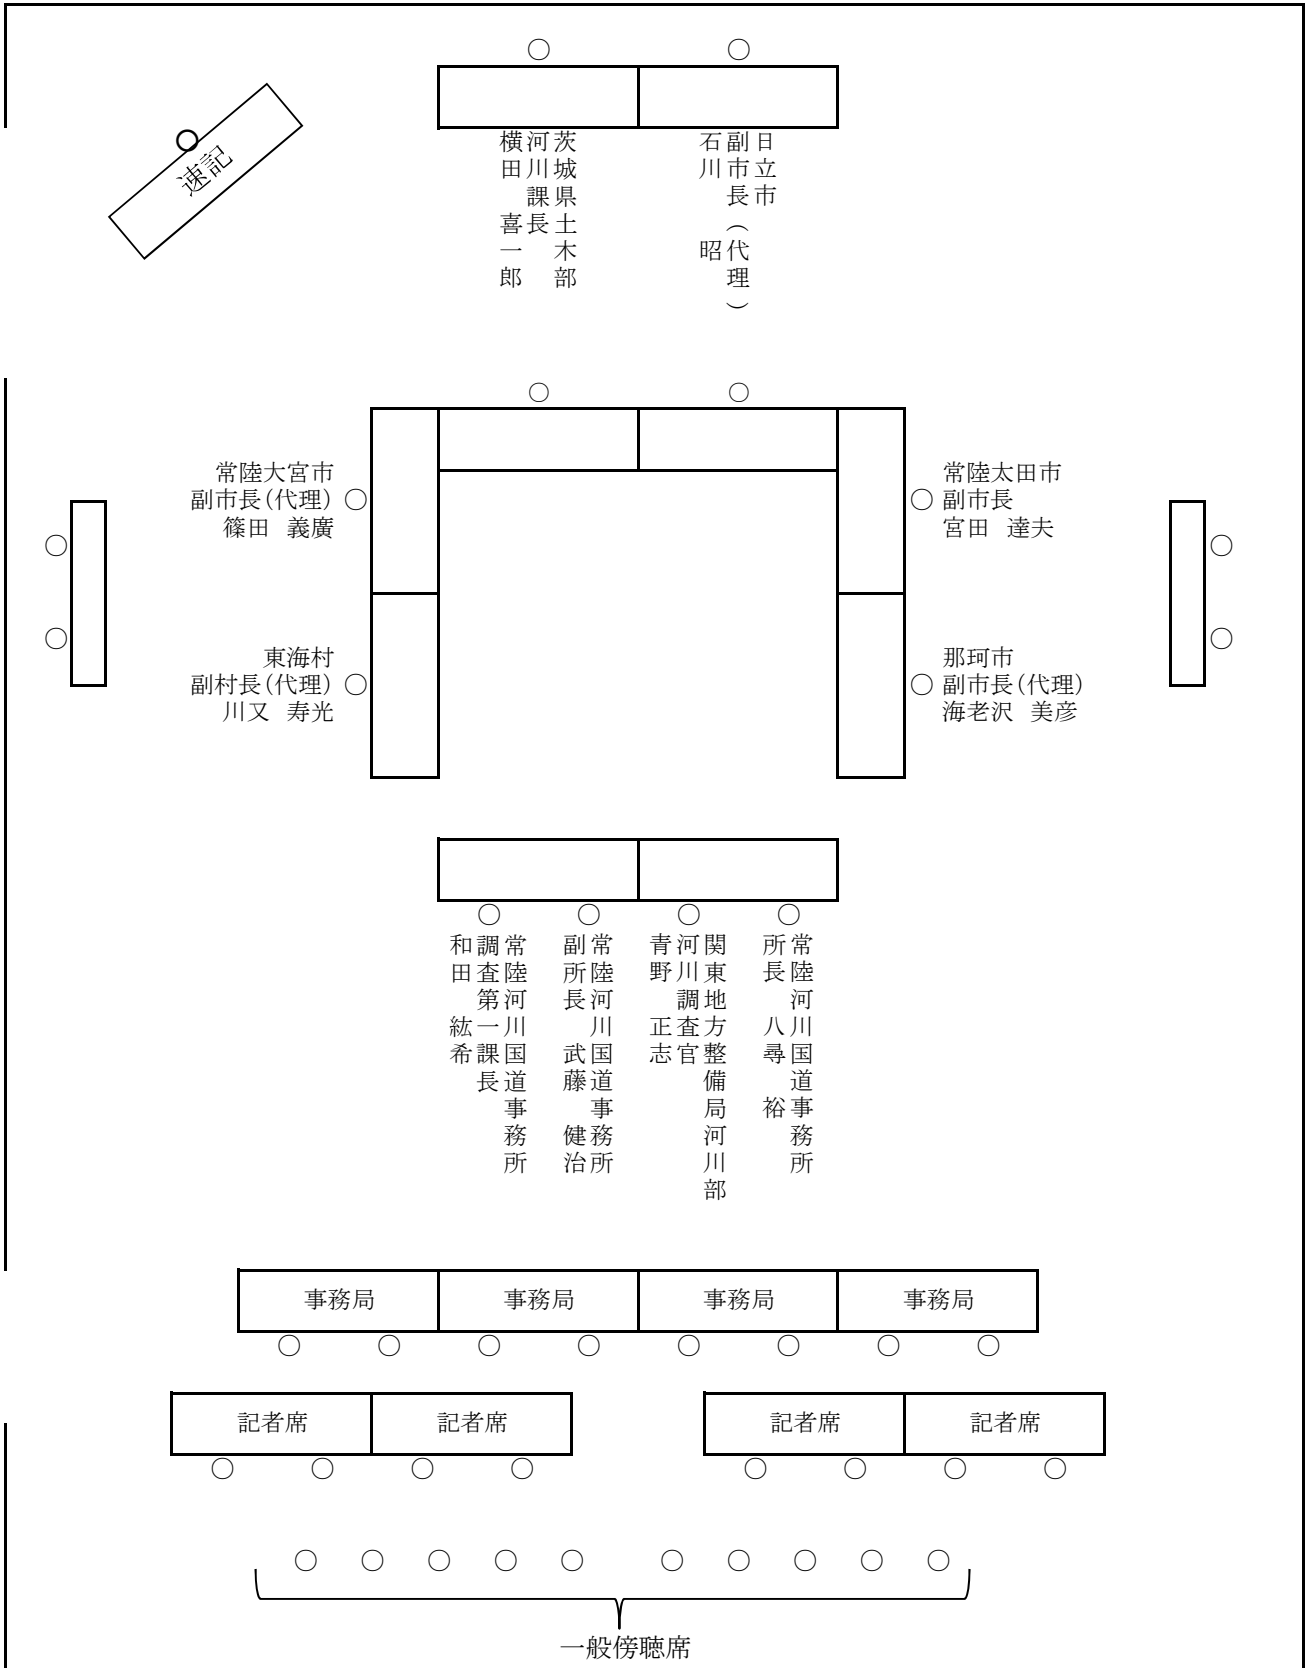 速記
日立市
副市長(代理)
石川　昭
茨城県土木部
河川課長
横田　喜一郎
常陸大宮市
副市長(代理)
篠田　義廣
常陸太田市
副市長
宮田　達夫
東海村
副村長(代理)
川又　寿光
那珂市
副市長(代理)
海老沢　美彦
常陸河川国道事務所
所長　八尋　裕
関東地方整備局河川部
河川調査官
青野　正志
常陸河川国道事務所
副所長　武藤　健治
常陸河川国道事務所
調査第一課長
和田　紘希
事務局
事務局
事務局
事務局
記者席
記者席
記者席
記者席
一般傍聴席